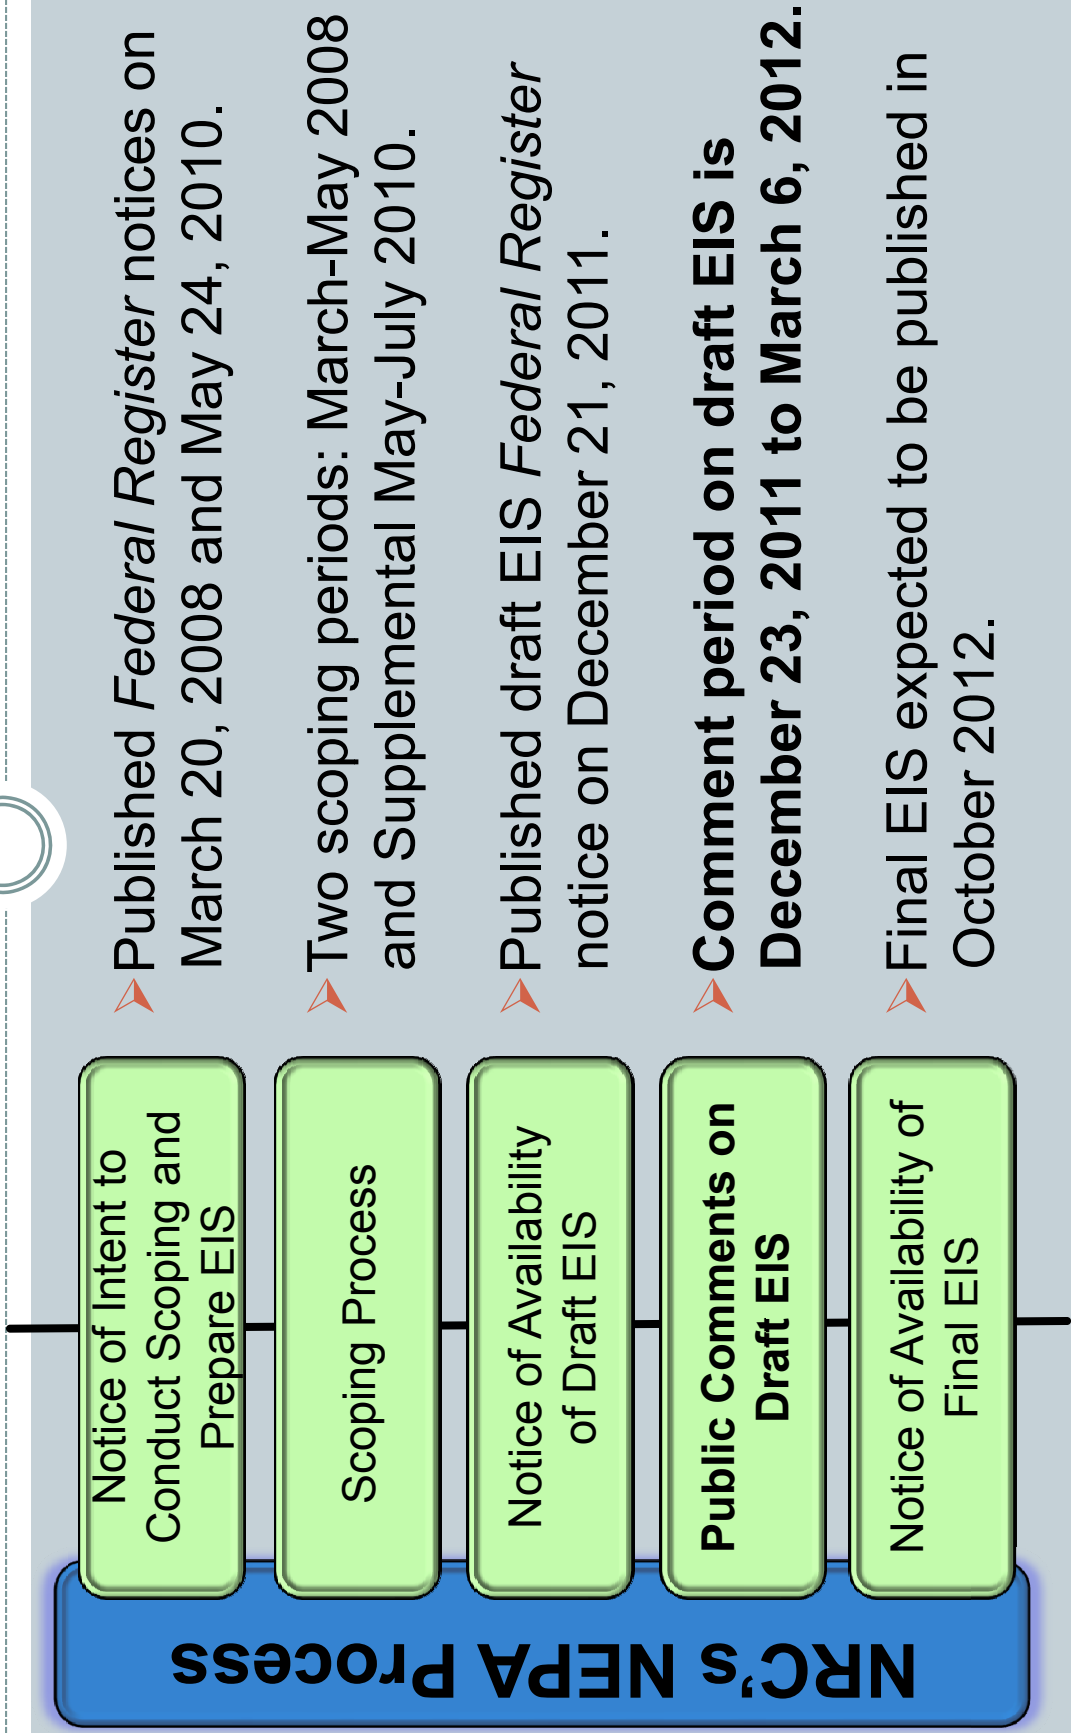 NRC's NEPA Process
Notice of Intent to
Conduct Scoping and
Prepare EIS
➢Published Federal Register notices on
March 20, 2008 and May 24, 2010.
Scoping Process
➢Two scoping periods: March-May 2008
and Supplemental May-July 2010.
Notice of Availability
of Draft EIS
➢Published draft EIS Federal Register
notice on December 21, 2011.
Public Comments on
Draft EIS
➢Comment period on draft EIS is
December 23, 2011 to March 6, 2012.
Notice of Availability of
Final EIS
➢Final EIS expected to be published in
October 2012.